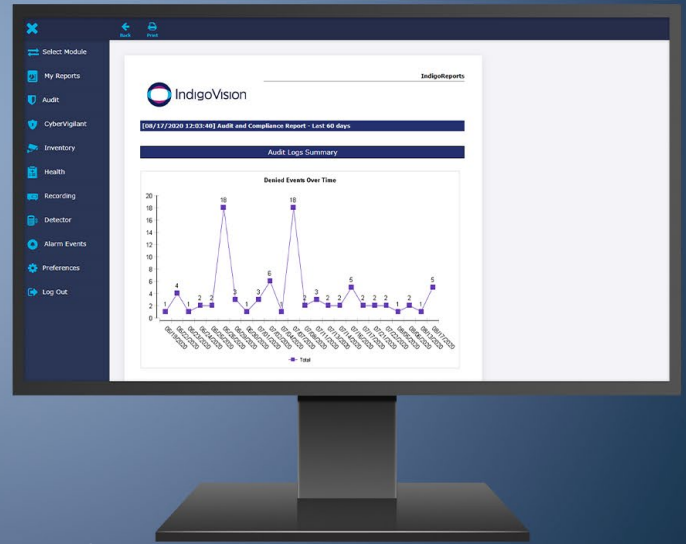 Back
Print
Select Module
My Reports
Audit
CyberVigilant
Inventory
Health
Recording
Detector
Alarm Events
Preferences
Log Out
IndigoReports
IndigoVision
[08/17/2020 12:03:40] Audit and Compliance Report - Last 60 days
Audit Logs Summary
Denied Events Over Time
20
18
16
14
12
10
8
6
4
2
0
1 4 1 2 2 18 3 1 3 6 1 18 2 3 2 2 5 2 2 2 1 2 1 5
Total